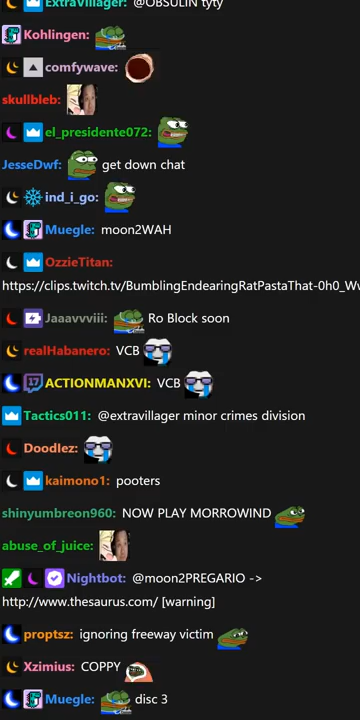 ExtraVillager: @OBSULIN tyty
Kohlingen:
comfywave:
skullbleb:
el_presidente072:
JesseDwf: get down chat
ind_i_go:
Muegle: moon2WAH
OzzieTitan:
https://clips.twitch.tv/BumblingEndearingRatPastaThat-0h0_Wv
Jaaavvviii: Ro Block soon
realHabanero: VCB
17 ACTIONMANXVI: VCB
Tactics011: @extravillager minor crimes division
Doodlez:
kaimono1: pooters
shinyumbreon960: NOW PLAY MORROWIND
abuse_of_juice:
Nightbot: @moon2PREGARIO ->
http://www.thesaurus.com/ [warning]
proptsz: ignoring freeway victim
Xzimius: COPPY
Muegle: disc 3